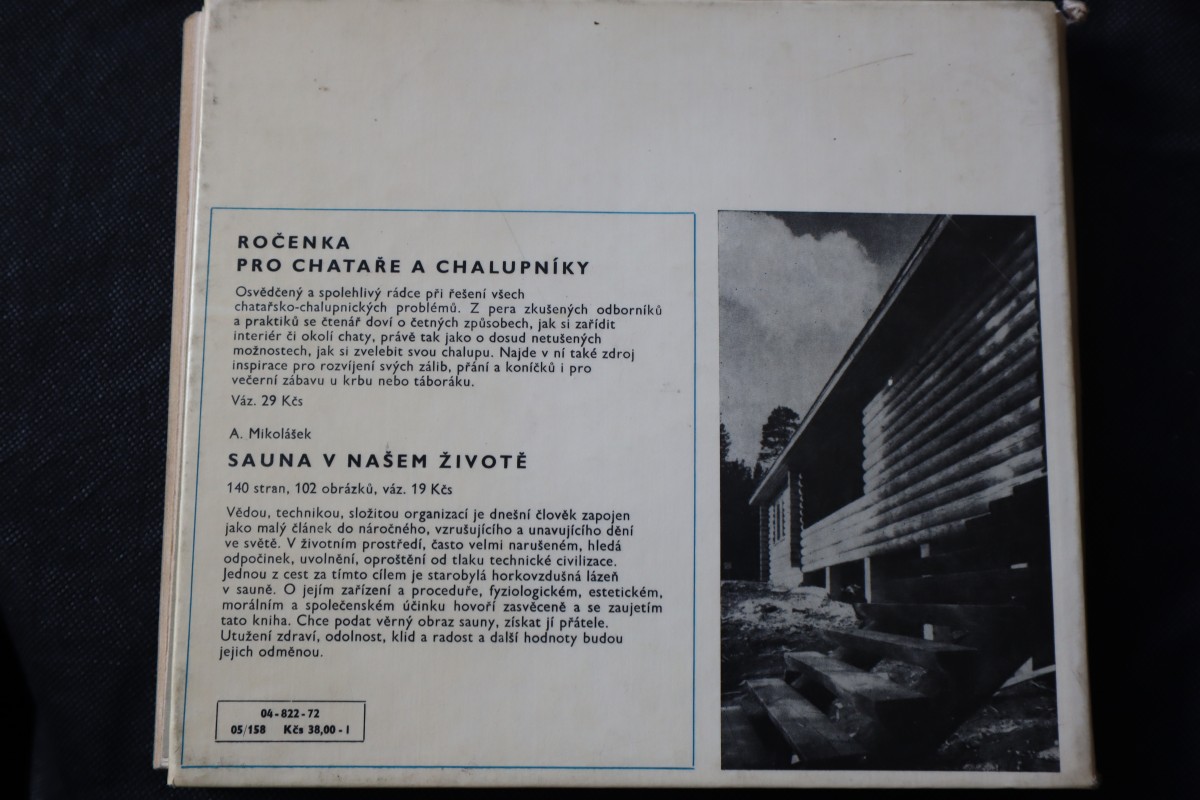 ROČENKA
PRO CHATAŘE A CHALUPNÍKY
Osvědčený a spolehlivý rádce při řešení všech
chatařsko-chalupnických problémů. Z pera zkušených odborníků
a praktiků se čtenář doví o četných způsobech, jak si zařídit
interiér či okolí chaty, právě tak jako o dosud netušených
možnostech, jak si zvelebit svou chalupu. Najde v ní také zdroj
inspirace pro rozvíjení svých zálib, přání a koníčků i pro
večerní zábavu u krbu nebo táboráku.
Váz. 29 Kčs
A. Mikolášek
SAUNA V NAŠEM ŽIVOTĚ
140 stran, 102 obrázků, váz. 19 Kčs
Vědou, technikou, složitou organizací je dnešní člověk zapojen
jako malý článek do náročného, vzrušujícího a unavujícího dění
ve světě. V životním prostředí, často velmi narušeném, hledá
odpočinek, uvolnění, oproštění od tlaku technické civilizace.
Jednou z cest za tímto cílem je starobylá horkovzdušná lázeň
v sauně. O jejím zařízení a proceduře, fyziologickém, estetickém,
morálním a společenském účinku hovoří zasvěceně a se zaujetím
tato kniha. Chce podat věrný obraz sauny, získat jí přátele.
Utužení zdraví, odolnost, klid a radost a další hodnoty budou
jejich odměnou.
04-822-72
05/158 Kčs 38,00-I